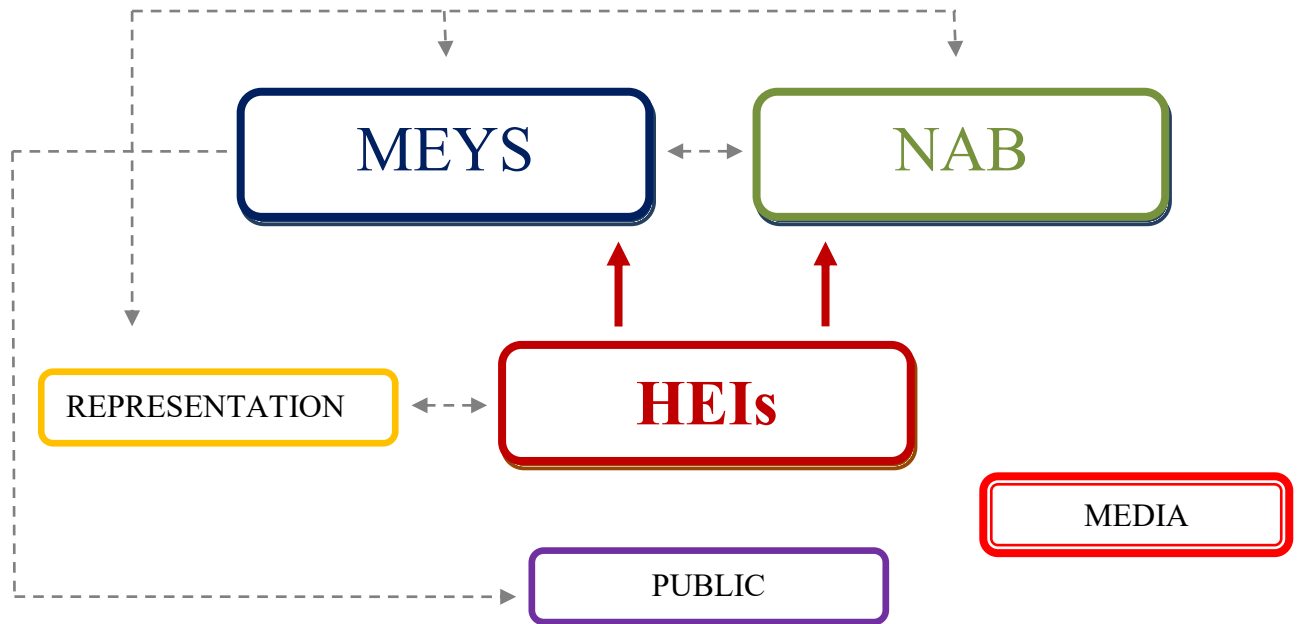 MEYS
NAB
REPRESENTATION
HEIs
MEDIA
PUBLIC